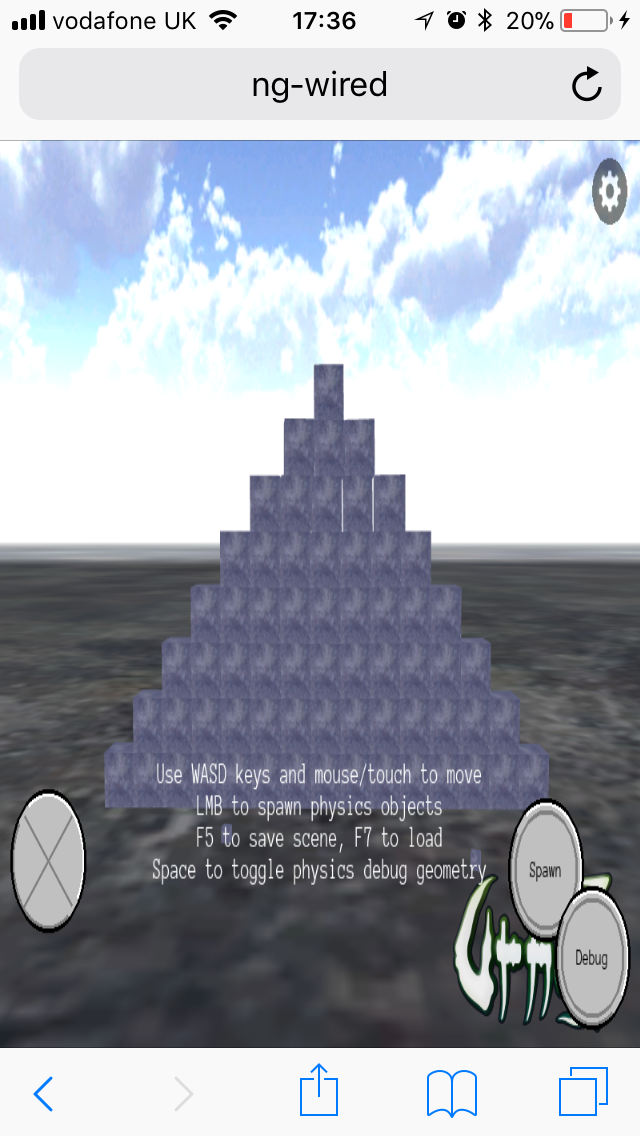 vodafone UK 17:36 20%
ng-wired
Use WASD keys and mouse/touch to move
LMB to spawn physics objects
F5 to save scene, F7 to load
Space to toggle physics debug geometry
Spawn
Debug